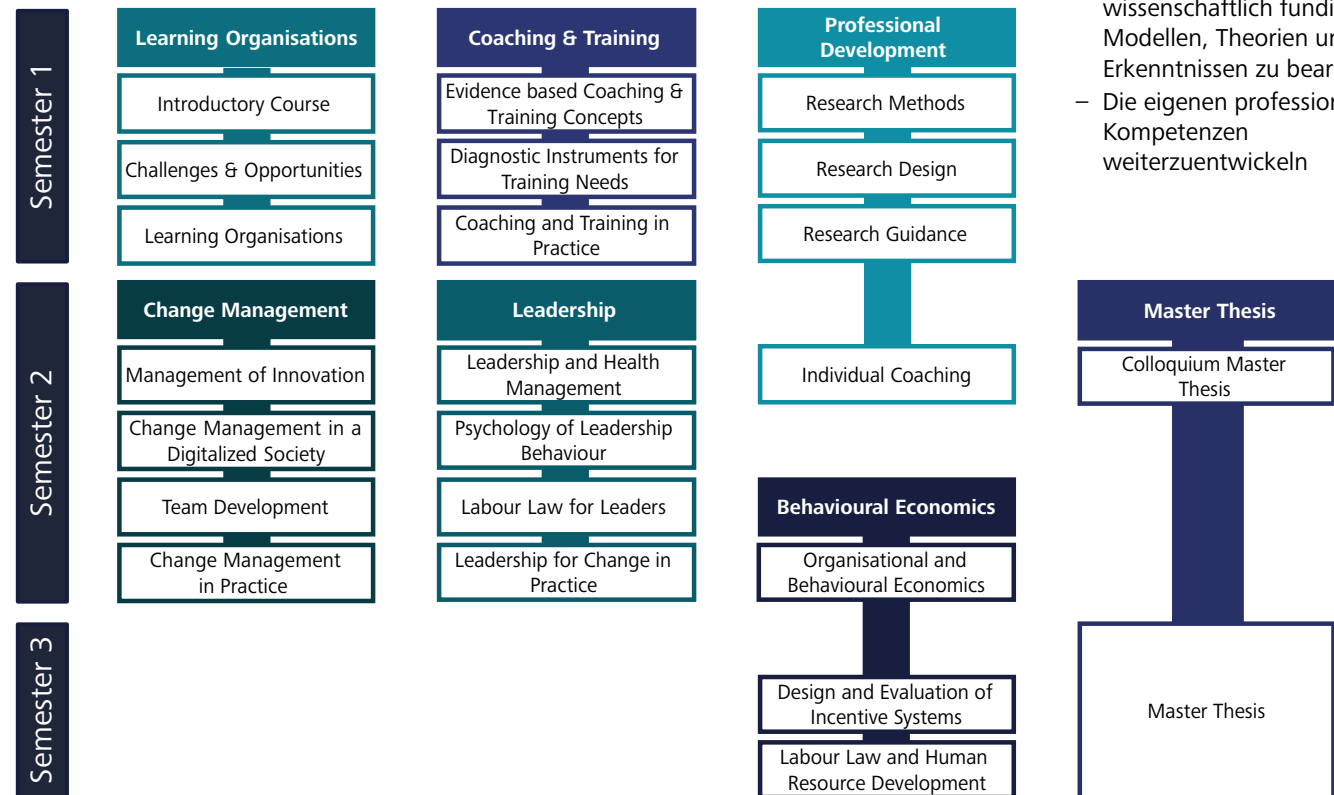 wissenschaftlich
Modellen, Theorien
Erkenntnissen zu
– Die eigenen
Kompetenzen
weiterzuentwickeln
Semester 1
Learning Organisations
Introductory Course
Challenges & Opportunities
Learning Organisations
Coaching & Training
Evidence based Coaching &
Training Concepts
Diagnostic Instruments for
Training Needs
Coaching and Training in
Practice
Professional
Development
Research Methods
Research Design
Research Guidance
Semester 2
Change Management
Management of Innovation
Change Management in a
Digitalized Society
Team Development
Change Management
in Practice
Leadership
Leadership and Health
Management
Psychology of Leadership
Behaviour
Labour Law for Leaders
Leadership for Change in
Practice
Individual Coaching
Behavioural Economics
Organisational and
Behavioural Economics
Master Thesis
Colloquium Master
Thesis
Semester 3
Design and Evaluation of
Incentive Systems
Labour Law and Human
Resource Development
Master Thesis